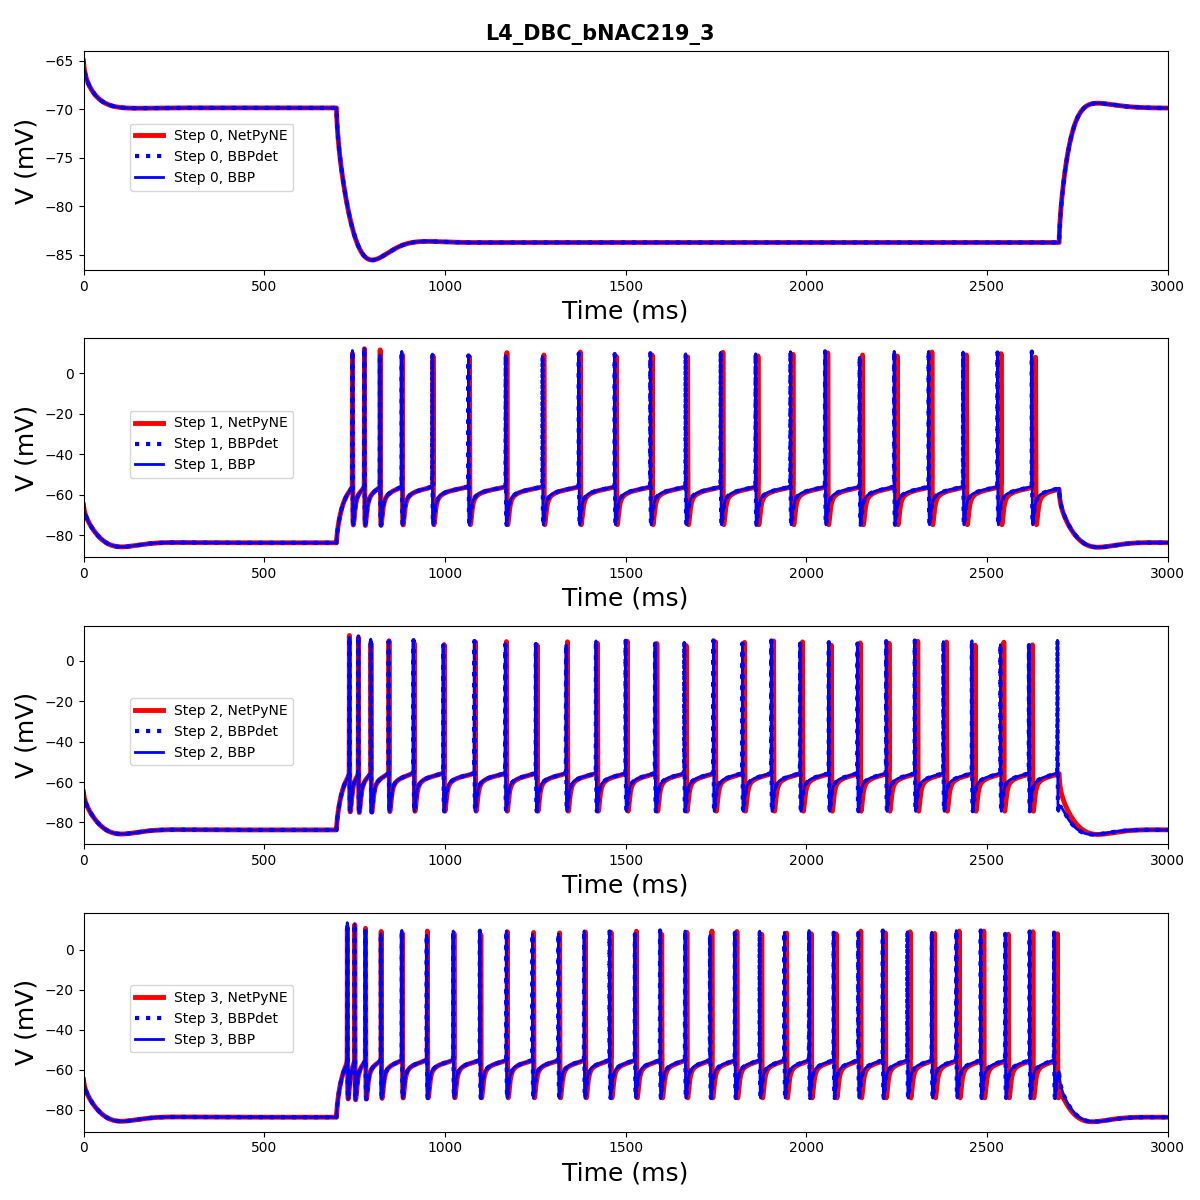 L4_DBC_bNAC219_3
−65
−70
−75
−80
−85
V (mV)
Step 0, NetPyNE
Step 0, BBPdet
Step 0, BBP
0 500 1000 1500 2000 2500 3000
Time (ms)
0
−20
−40
−60
−80
V (mV)
Step 1, NetPyNE
Step 1, BBPdet
Step 1, BBP
0 500 1000 1500 2000 2500 3000
Time (ms)
0
−20
−40
−60
−80
V (mV)
Step 2, NetPyNE
Step 2, BBPdet
Step 2, BBP
0 500 1000 1500 2000 2500 3000
Time (ms)
0
−20
−40
−60
−80
V (mV)
Step 3, NetPyNE
Step 3, BBPdet
Step 3, BBP
0 500 1000 1500 2000 2500 3000
Time (ms)